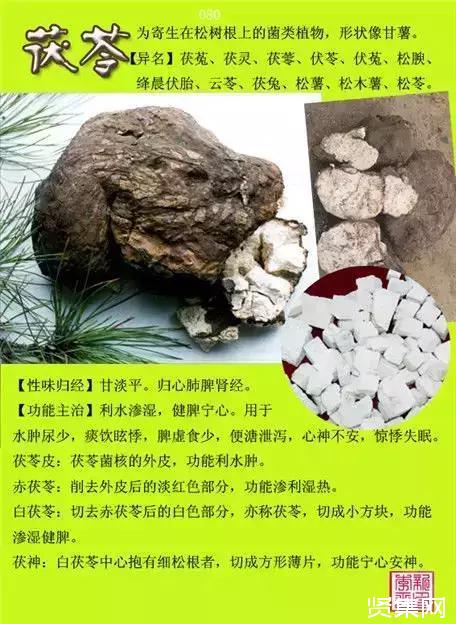 080
茯苓
为寄生在松树根上的菌类植物，形状像甘薯。
【异名】茯菟、茯灵、茯蕶、伏苓、伏菟、松腴、
绛晨伏胎、云苓、茯兔、松薯、松木薯、松苓。
【性味归经】甘淡平。归心肺脾肾经。
【功能主治】利水渗湿，健脾宁心。用于
水肿尿少，痰饮眩悸，脾虚食少，便溏泄泻，心神不安，惊悸失眠。
茯苓皮：茯苓菌核的外皮，功能利水肿。
赤茯苓：削去外皮后的淡红色部分，功能渗利湿热。
白茯苓：切去赤茯苓后的白色部分，亦称茯苓，切成小方块，功能
渗湿健脾。
茯神：白茯苓中心抱有细松根者，切成方形薄片，功能宁心安神。
贤集网